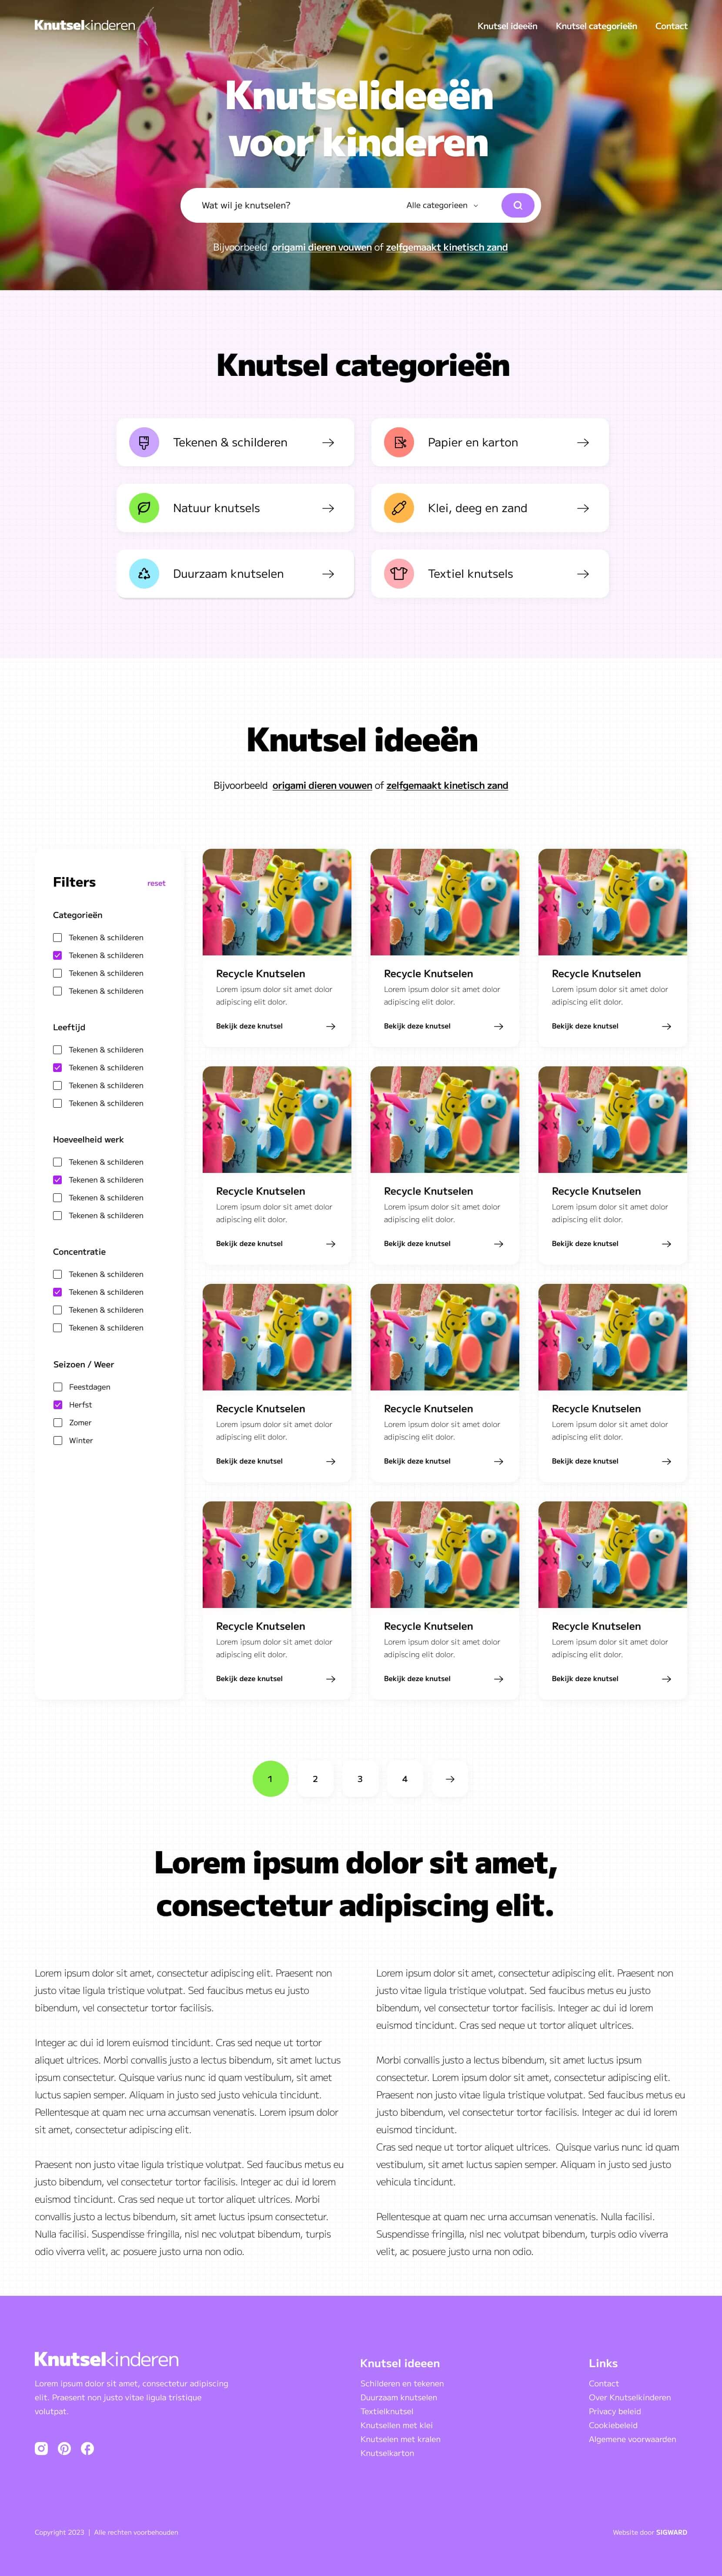 Knutselkinderen
Knutsel ideeën Knutsel categorieën Contact
Knutselideeën
voor kinderen
Wat wil je knutselen? Alle categorieen
Bijvoorbeeld origami dieren vouwen of zelfgemaakt kinetisch zand
Knutsel categorieën
Tekenen & schilderen
Papier en karton
Natuur knutsels
Klei, deeg en zand
Duurzaam knutselen
Textiel knutsels
Knutsel ideeën
Bijvoorbeeld origami dieren vouwen of zelfgemaakt kinetisch zand
Filters reset
Categorieën
Tekenen & schilderen
Tekenen & schilderen
Tekenen & schilderen
Tekenen & schilderen
Leeftijd
Tekenen & schilderen
Tekenen & schilderen
Tekenen & schilderen
Tekenen & schilderen
Hoeveelheid werk
Tekenen & schilderen
Tekenen & schilderen
Tekenen & schilderen
Tekenen & schilderen
Concentratie
Tekenen & schilderen
Tekenen & schilderen
Tekenen & schilderen
Tekenen & schilderen
Seizoen / Weer
Feestdagen
Herfst
Zomer
Winter
Recycle Knutselen
Lorem ipsum dolor sit amet dolor
adipiscing elit dolor.
Bekijk deze knutsel
Recycle Knutselen
Lorem ipsum dolor sit amet dolor
adipiscing elit dolor.
Bekijk deze knutsel
Recycle Knutselen
Lorem ipsum dolor sit amet dolor
adipiscing elit dolor.
Bekijk deze knutsel
Recycle Knutselen
Lorem ipsum dolor sit amet dolor
adipiscing elit dolor.
Bekijk deze knutsel
Recycle Knutselen
Lorem ipsum dolor sit amet dolor
adipiscing elit dolor.
Bekijk deze knutsel
Recycle Knutselen
Lorem ipsum dolor sit amet dolor
adipiscing elit dolor.
Bekijk deze knutsel
Recycle Knutselen
Lorem ipsum dolor sit amet dolor
adipiscing elit dolor.
Bekijk deze knutsel
Recycle Knutselen
Lorem ipsum dolor sit amet dolor
adipiscing elit dolor.
Bekijk deze knutsel
Recycle Knutselen
Lorem ipsum dolor sit amet dolor
adipiscing elit dolor.
Bekijk deze knutsel
Recycle Knutselen
Lorem ipsum dolor sit amet dolor
adipiscing elit dolor.
Bekijk deze knutsel
Recycle Knutselen
Lorem ipsum dolor sit amet dolor
adipiscing elit dolor.
Bekijk deze knutsel
Recycle Knutselen
Lorem ipsum dolor sit amet dolor
adipiscing elit dolor.
Bekijk deze knutsel
1 2 3 4
Lorem ipsum dolor sit amet,
consectetur adipiscing elit.
Lorem ipsum dolor sit amet, consectetur adipiscing elit. Praesent non
justo vitae ligula tristique volutpat. Sed faucibus metus eu justo
bibendum, vel consectetur tortor facilisis.
Integer ac dui id lorem euismod tincidunt. Cras sed neque ut tortor
aliquet ultrices. Morbi convallis justo a lectus bibendum, sit amet luctus
ipsum consectetur. Quisque varius nunc id quam vestibulum, sit amet
luctus sapien semper. Aliquam in justo sed justo vehicula tincidunt.
Pellentesque at quam nec urna accumsan venenatis. Lorem ipsum dolor
sit amet, consectetur adipiscing elit.
Praesent non justo vitae ligula tristique volutpat. Sed faucibus metus eu
justo bibendum, vel consectetur tortor facilisis. Integer ac dui id lorem
euismod tincidunt. Cras sed neque ut tortor aliquet ultrices. Morbi
convallis justo a lectus bibendum, sit amet luctus ipsum consectetur.
Nulla facilisi. Suspendisse fringilla, nisl nec volutpat bibendum, turpis
odio viverra velit, ac posuere justo urna non odio.
Lorem ipsum dolor sit amet, consectetur adipiscing elit. Praesent non
justo vitae ligula tristique volutpat. Sed faucibus metus eu justo
bibendum, vel consectetur tortor facilisis. Integer ac dui id lorem
euismod tincidunt. Cras sed neque ut tortor aliquet ultrices.
Morbi convallis justo a lectus bibendum, sit amet luctus ipsum
consectetur. Lorem ipsum dolor sit amet, consectetur adipiscing elit.
Praesent non justo vitae ligula tristique volutpat. Sed faucibus metus eu
justo bibendum, vel consectetur tortor facilisis. Integer ac dui id lorem
euismod tincidunt.
Cras sed neque ut tortor aliquet ultrices. Quisque varius nunc id quam
vestibulum, sit amet luctus sapien semper. Aliquam in justo sed justo
vehicula tincidunt.
Pellentesque at quam nec urna accumsan venenatis. Nulla facilisi.
Suspendisse fringilla, nisl nec volutpat bibendum, turpis odio viverra
velit, ac posuere justo urna non odio.
Knutselkinderen
Lorem ipsum dolor sit amet, consectetur adipiscing
elit. Praesent non justo vitae ligula tristique
volutpat.
Knutsel ideeen
Schilderen en tekenen
Duurzaam knutselen
Textielknutsel
Knutsellen met klei
Knutselen met kralen
Knutselkarton
Links
Contact
Over Knutselkinderen
Privacy beleid
Cookiebeleid
Algemene voorwaarden
Copyright 2023 | Alle rechten voorbehouden
Website door SIGWARD